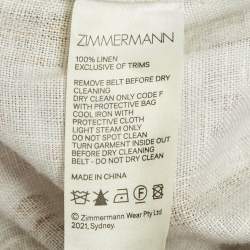 ZIMMERMANN
100% LINEN
EXCLUSIVE OF TRIMS
REMOVE BELT BEFORE DRY
CLEANING
DRY CLEAN ONLY CODE F
WITH PROTECTIVE BAG
COOL IRON WITH
PROTECTIVE CLOTH
LIGHT STEAM ONLY
DO NOT SPOT CLEAN
TURN GARMENT INSIDE OUT
BEFORE DRY CLEANING
BELT - DO NOT DRY CLEAN
MADE IN CHINA
© Zimmermann Wear Pty Ltd
2021, Sydney.